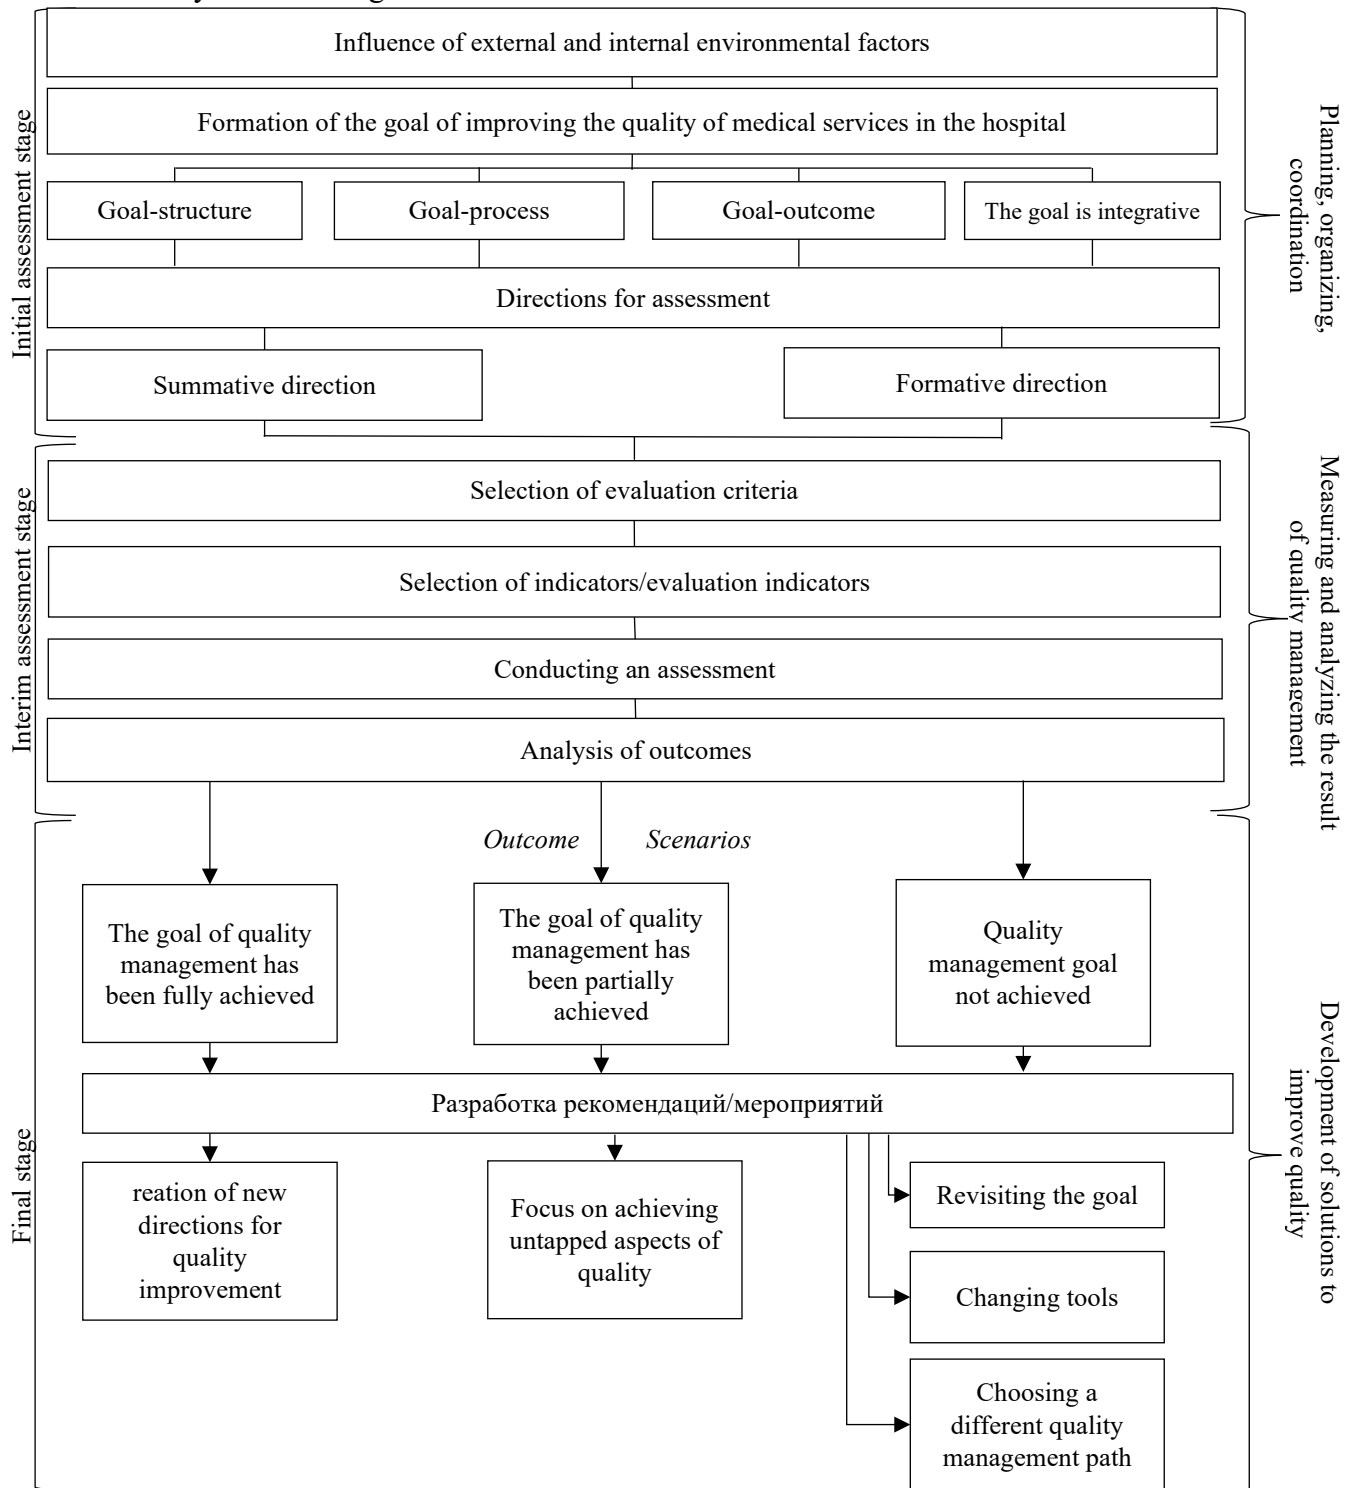 Influence of external and internal environmental factors
Formation of the goal of improving the quality of medical services in the hospital
Goal-structure
Goal-process
Goal-outcome
The goal is integrative
Directions for assessment
Summative direction
Formative direction
Initial assessment stage
Planning, organizing,
coordination
Selection of evaluation criteria
Selection of indicators/evaluation indicators
Conducting an assessment
Analysis of outcomes
Interim assessment stage
Measuring and analyzing the result
of quality management
Outcome Scenarios
The goal of quality
management has
been fully achieved
The goal of quality
management has
been partially
achieved
Quality
management goal
not achieved
Разработка рекомендаций/мероприятий
reation of new
directions for
quality
improvement
Focus on achieving
untapped aspects of
quality
Revisiting the goal
Changing tools
Choosing a
different quality
management path
Final stage
Development of solutions to
improve quality